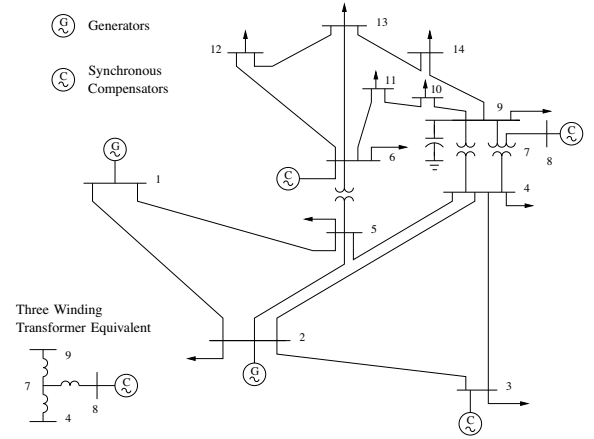 G Generators
C Synchronous
Compensators
13
12
14
11
10
9
C
7
8
6
C
G
1
4
5
Three Winding
Transformer Equivalent
2
9
7
C
8
4
G
3
C